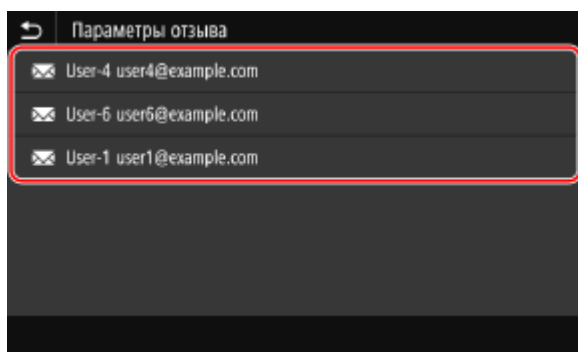 Параметры отзыва
User-4 user4@example.com
User-6 user6@example.com
User-1 user1@example.com